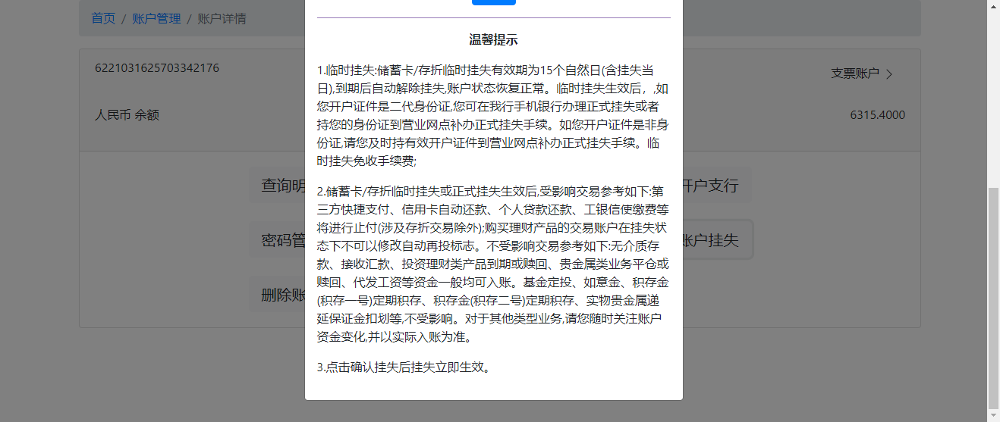 首页 / 账户管理 / 账户详情
6221031625703342176
支票账户
人民币 余额
6315.4000
查询明
开户支行
密码管
账户挂失
删除账
温馨提示
1.临时挂失:储蓄卡/存折临时挂失有效期为15个自然日(含挂失当
日),到期后自动解除挂失,账户状态恢复正常。临时挂失生效后，,如
您开户证件是二代身份证,您可在我行手机银行办理正式挂失或者
持您的身份证到营业网点补办正式挂失手续。如您开户证件是非身
份证,请您及时持有效开户证件到营业网点补办正式挂失手续。临
时挂失免收手续费;
2.储蓄卡/存折临时挂失或正式挂失生效后,受影响交易参考如下:第
三方快捷支付、信用卡自动还款、个人贷款还款、工银信使缴费等
将进行止付(涉及存折交易除外);购买理财产品的交易账户在挂失状
态下不可以修改自动再投标志。不受影响交易参考如下:无介质存
款、接收汇款、投资理财类产品到期或赎回、贵金属类业务平仓或
赎回、代发工资等资金一般均可入账。基金定投、如意金、积存金
(积存一号)定期积存、积存金(积存二号)定期积存、实物贵金属递
延保证金扣划等,不受影响。对于其他类型业务,请您随时关注账户
资金变化,并以实际入账为准。
3.点击确认挂失后挂失立即生效。